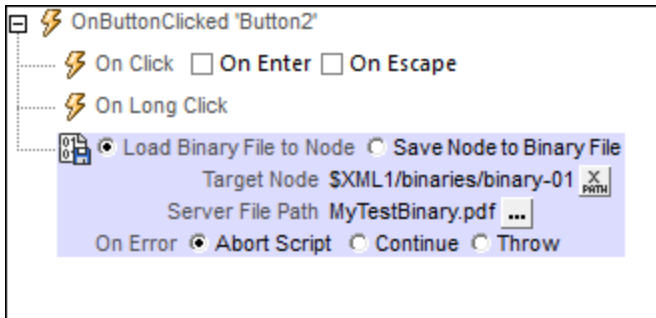 OnButtonClicked 'Button2'
On Click On Enter On Escape
On Long Click
Load Binary File to Node Save Node to Binary File
Target Node $XML1/binaries/binary-01 X PATH
Server File Path MyTestBinary.pdf ...
On Error Abort Script Continue Throw